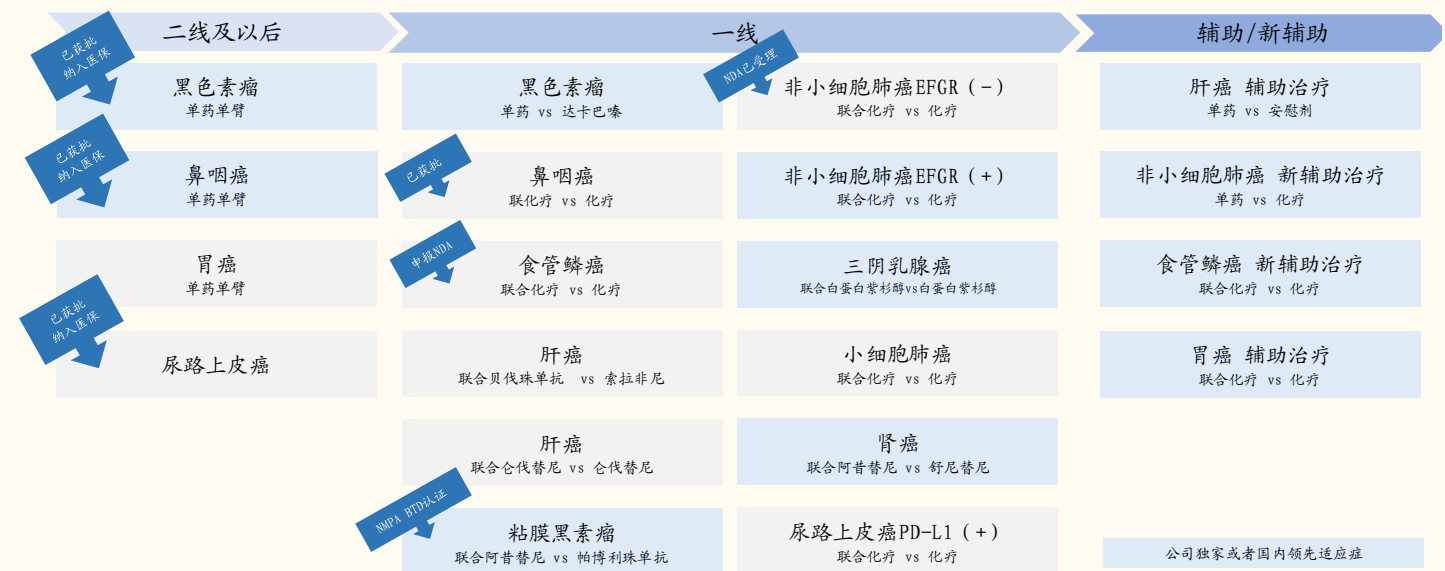 二线及以后
一线
辅助/新辅助
已获批
纳入医保
黑色素瘤
单药单臂
已获批
纳入医保
鼻咽癌
单药单臂
胃癌
单药单臂
已获批
纳入医保
尿路上皮癌
黑色素瘤
单药 vs 达卡巴嗪
已获批
鼻咽癌
联化疗 vs 化疗
申报NDA
食管鳞癌
联合化疗 vs 化疗
肝癌
联合贝伐珠单抗 vs 索拉非尼
肝癌
联合仑伐替尼 vs 仑伐替尼
NMPA BTD认证
粘膜黑素瘤
联合阿昔替尼 vs 帕博利珠单抗
NDA已受理
非小细胞肺癌EFGR（-）
联合化疗 vs 化疗
非小细胞肺癌EFGR（+）
联合化疗 vs 化疗
三阴乳腺癌
联合白蛋白紫杉醇vs白蛋白紫杉醇
小细胞肺癌
联合化疗 vs 化疗
肾癌
联合阿昔替尼 vs 舒尼替尼
尿路上皮癌PD-L1（+）
联合化疗 vs 化疗
肝癌 辅助治疗
单药 vs 安慰剂
非小细胞肺癌 新辅助治疗
单药 vs 化疗
食管鳞癌 新辅助治疗
联合化疗 vs 化疗
胃癌 辅助治疗
联合化疗 vs 化疗
公司独家或者国内领先适应症